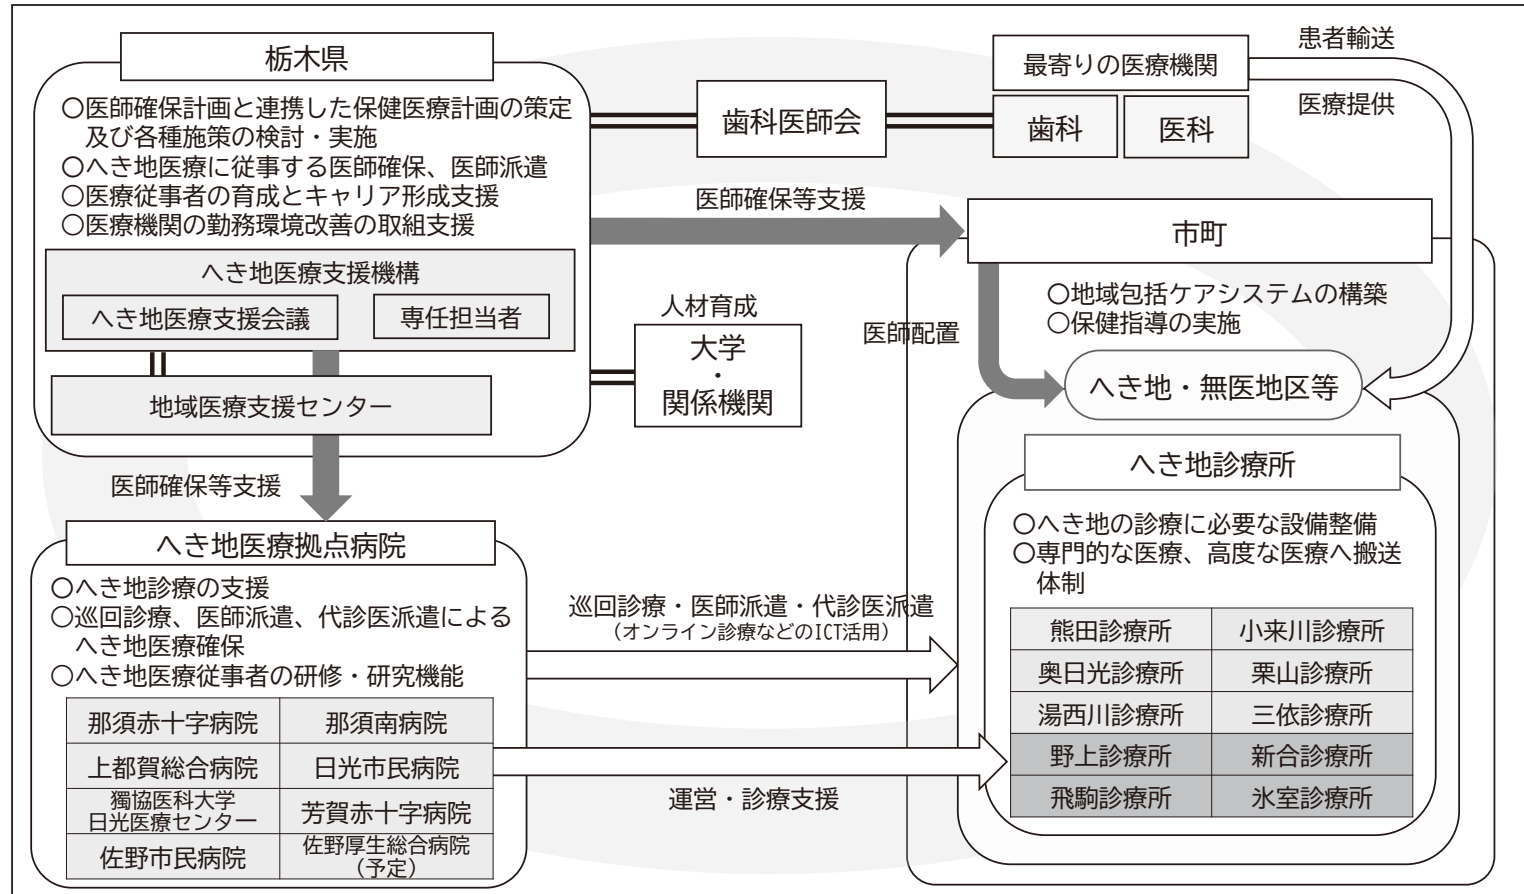 栃木県
○医師確保計画と連携した保健医療計画の策定
及び各種施策の検討・実施
○へき地医療に従事する医師確保、医師派遣
○医療従事者の育成とキャリア形成支援
○医療機関の勤務環境改善の取組支援
へき地医療支援機構
へき地医療支援会議
専任担当者
地域医療支援センター
歯科医師会
最寄りの医療機関
歯科
医科
患者輸送
医療提供
医師確保等支援
市町
○地域包括ケアシステムの構築
○保健指導の実施
医師配置
人材育成
大学
・
関係機関
へき地・無医地区等
医師確保等支援
へき地医療拠点病院
○へき地診療の支援
○巡回診療、医師派遣、代診医派遣による
へき地医療確保
○へき地医療従事者の研修・研究機能
那須赤十字病院
那須南病院
上都賀総合病院
日光市民病院
獨協医科大学
日光医療センター
芳賀赤十字病院
佐野市民病院
佐野厚生総合病院
（予定）
巡回診療・医師派遣・代診医派遣
（オンライン診療などのICT活用）
運営・診療支援
へき地診療所
○へき地の診療に必要な設備整備
○専門的な医療、高度な医療へ搬送
体制
熊田診療所
小来川診療所
奥日光診療所
栗山診療所
湯西川診療所
三依診療所
野上診療所
新合診療所
飛駒診療所
氷室診療所